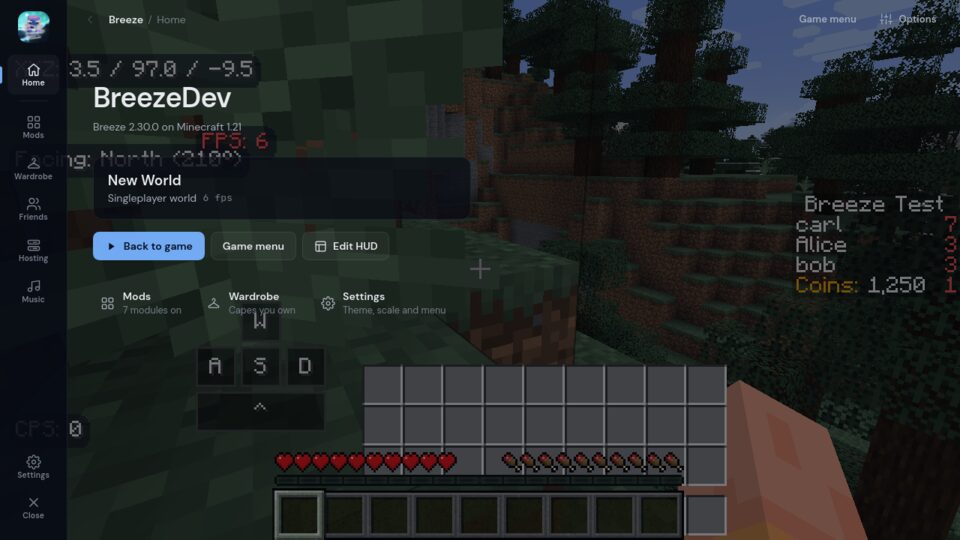 Breeze / Home
Game menu
Options
Home
XYZ: 3.5 / 97.0 / -9.5
BreezeDev
Breeze 2.30.0 on Minecraft 1.21
FPS: 6
Mods
Facing: North (210°)
Wardrobe
New World
Singleplayer world 6 fps
Friends
Breeze Test
carl 7
Alice 3
bob 3
Coins: 1,250 1
Back to game
Game menu
Edit HUD
Hosting
Music
Mods
7 modules on
Wardrobe
Capes you own
Settings
Theme, scale and menu
W
A S D
^
CPS: 0
Settings
Close